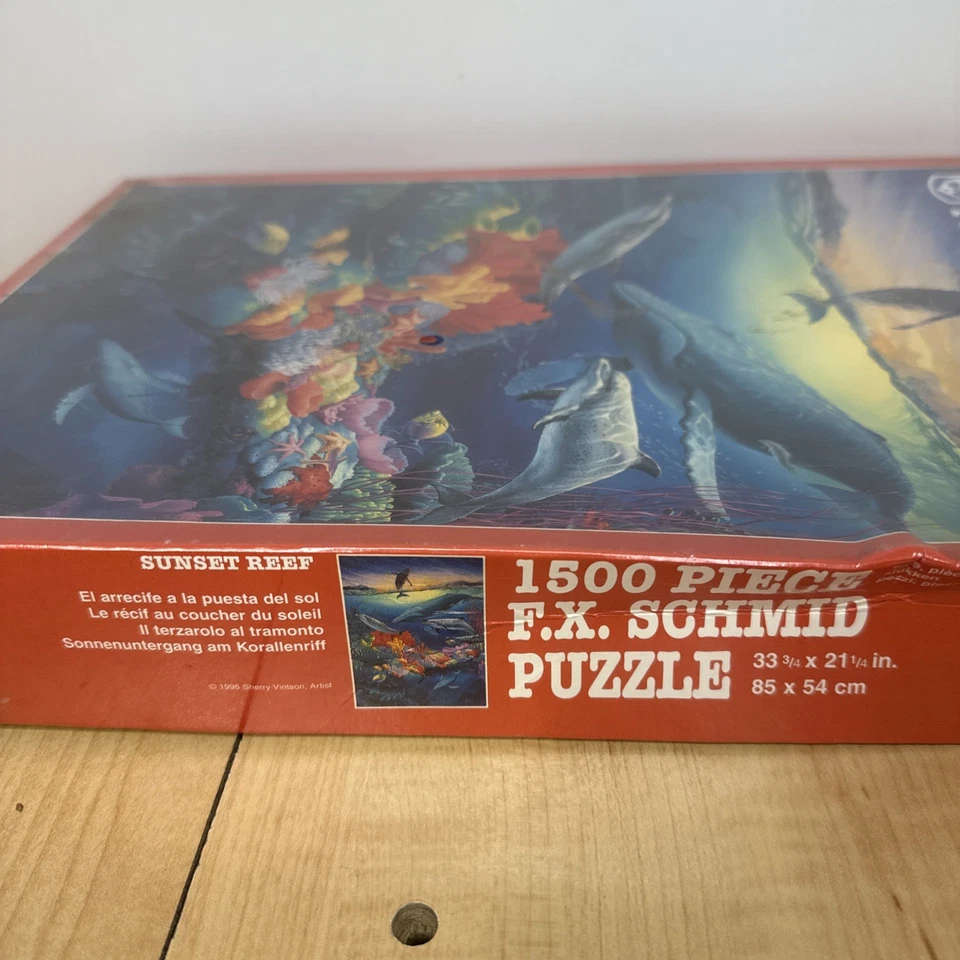 SUNSET REEF
El arrecife a la puesta del sol
Le récif au coucher du soleil
Il terzarolo al tramonto
Sonnenuntergang am Korallenriff
© 1995 Sherry Vintson, Artist
1500 PIECE
F.X. SCHMID
PUZZLE
33 3/4 x 21 1/4 in.
85 x 54 cm